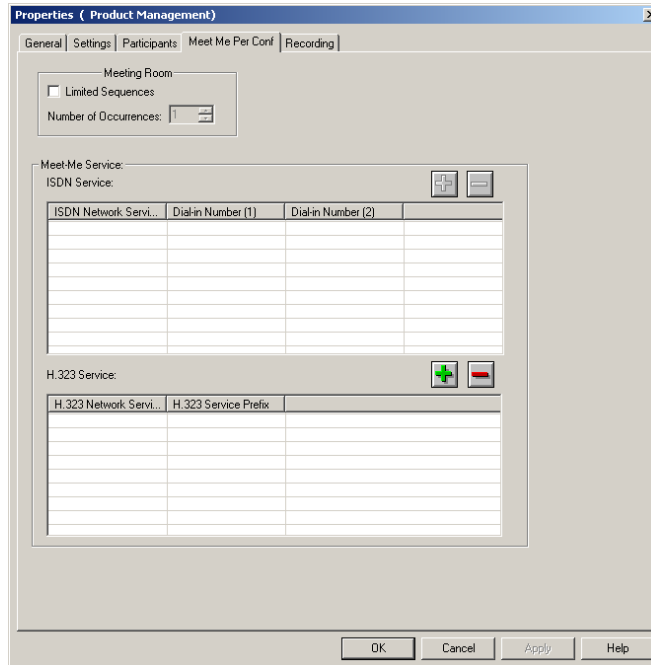 Properties ( Product Management)
General Settings Participants Meet Me Per Conf Recording
Meeting Room
Limited Sequences
Number of Occurrences: 1
Meet-Me Service:
ISDN Service:
ISDN Network Servi... Dial-in Number (1) Dial-in Number (2)
H.323 Service:
H.323 Network Servi... H.323 Service Prefix
OK Cancel Apply Help